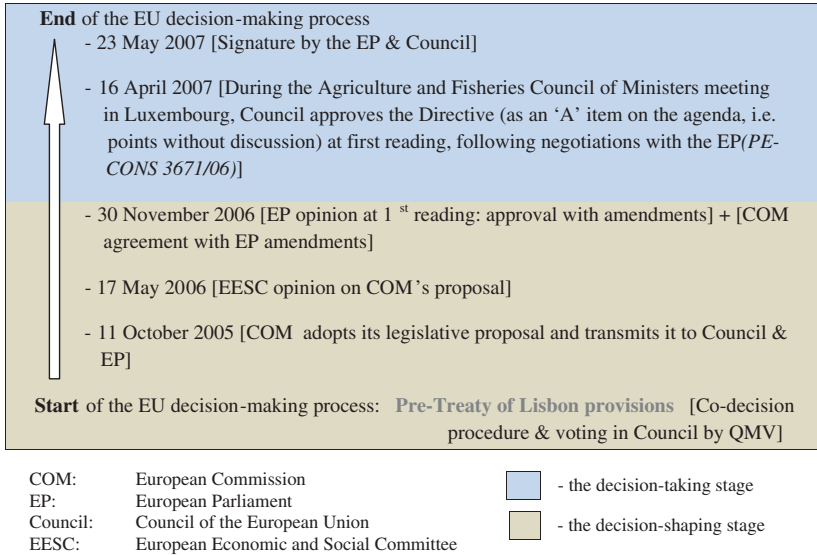 End of the EU decision-making process
- 23 May 2007 [Signature by the EP & Council]
- 16 April 2007 [During the Agriculture and Fisheries Council of Ministers meeting
in Luxembourg, Council approves the Directive (as an ‘A’ item on the agenda, i.e.
points without discussion) at first reading, following negotiations with the EP(PE-
CONS 3671/06)]
- 30 November 2006 [EP opinion at 1 st reading: approval with amendments] + [COM
agreement with EP amendments]
- 17 May 2006 [EESC opinion on COM’s proposal]
- 11 October 2005 [COM adopts its legislative proposal and transmits it to Council &
EP]
Start of the EU decision-making process: Pre-Treaty of Lisbon provisions [Co-decision
procedure & voting in Council by QMV]
COM: European Commission
EP: European Parliament
Council: Council of the European Union
EESC: European Economic and Social Committee
- the decision-taking stage
- the decision-shaping stage